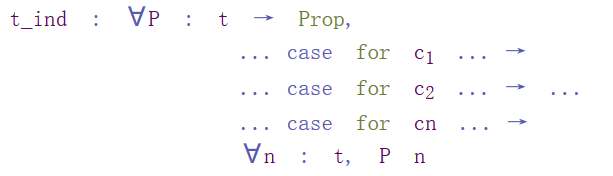 t_ind : ∀P : t → Prop,
... case for c₁ ... →
... case for c₂ ... → ...
... case for cn ... →
∀n : t, P n